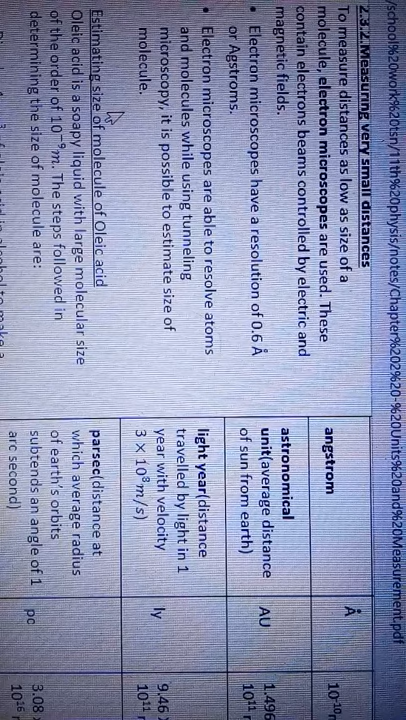 /school%20work%20tsn/11th%20physis/notes/Chapter%202%20-%20Units%20and%20Measurement.pdf
2.3.2.Measuring very small distances
To measure distances as low as size of a
molecule, electron microscopes are used. These
contain electrons beams controlled by electric and
magnetic fields.
• Electron microscopes have a resolution of 0.6 Å
or Agstroms.
• Electron microscopes are able to resolve atoms
and molecules while using tunneling
microscopy, it is possible to estimate size of
molecule.
Estimating size of molecule of Oleic acid
Oleic acid is a soapy liquid with large molecular size
of the order of 10⁻⁹m. The steps followed in
determining the size of molecule are:
angstrom Å 10⁻¹⁰
astronomical
unit(average distance AU 1.496
of sun from earth) 10¹¹
light year(distance
travelled by light in 1
year with velocity ly 9.46
3 × 10⁸m/s) 10¹¹
parsec(distance at
which average radius
of earth's orbits
subtends an angle of 1 pc 3.08
arc second) 10¹⁶